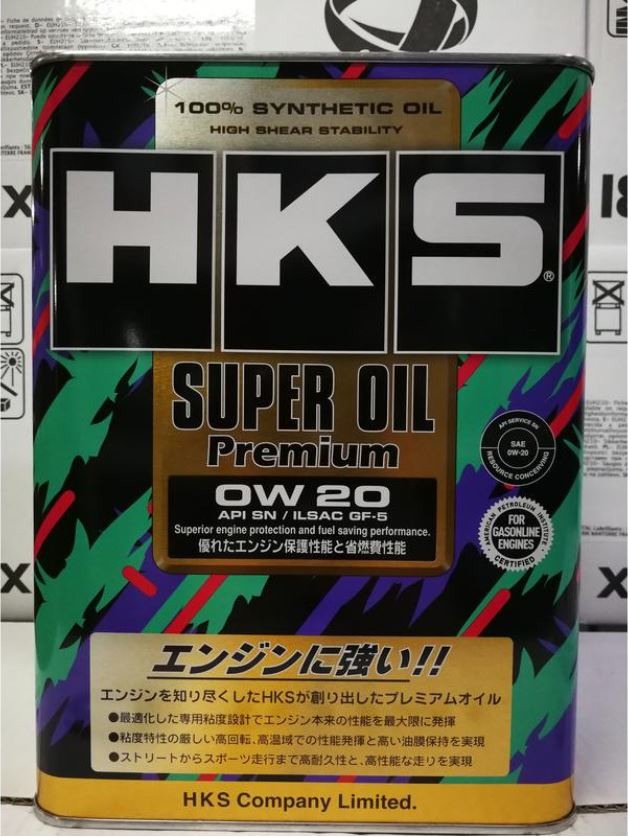 100% SYNTHETIC OIL
HIGH SHEAR STABILITY
HKS®
SUPER OIL
Premium
0W 20
API SN / ILSAC GF-5
Superior engine protection and fuel saving performance.
優れたエンジン保護性能と省燃費性能
API SERVICE SN
SAE
0W-20
RESOURCE CONSERVING
AMERICAN PETROLEUM INSTITUTE
FOR
GASOLINE
ENGINES
CERTIFIED
エンジンに強い!!
エンジンを知り尽くしたHKSが創り出したプレミアムオイル
●最適化した専用粘度設計でエンジン本来の性能を最大限に発揮
●粘度特性の厳しい高回転、高温域での性能発揮と高い油膜保持を実現
●ストリートからスポーツ走行まで高耐久性と、高性能な走りを実現
HKS Company Limited.